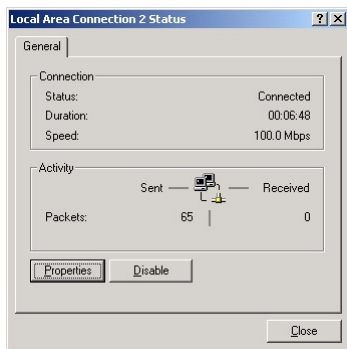 Local Area Connection 2 Status
General
Connection
Status: Connected
Duration: 00:06:48
Speed: 100.0 Mbps
Activity
Sent Received
Packets: 65 0
Properties Disable
Close